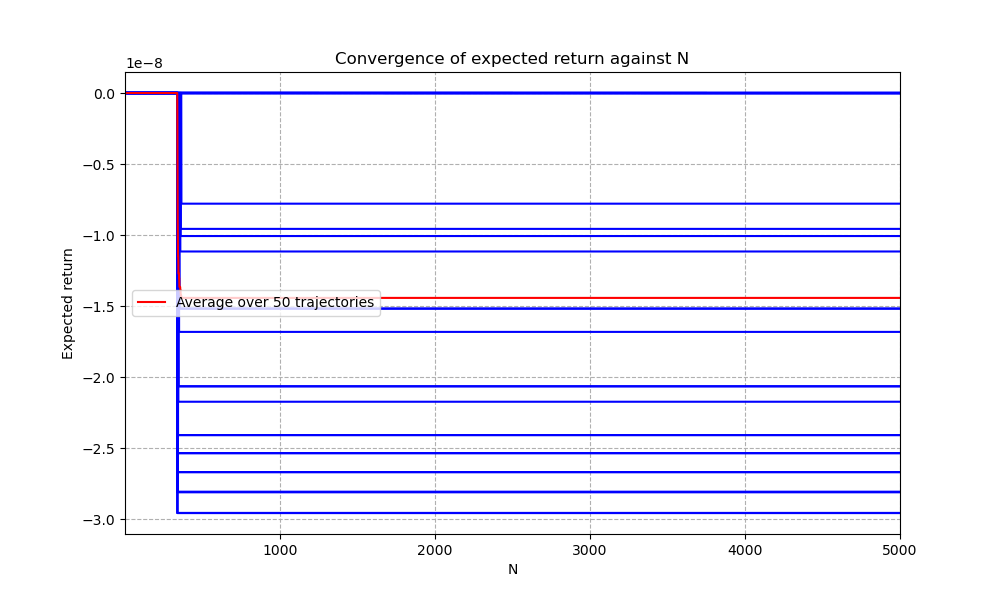 Convergence of expected return against N
1e−8
0.0
−0.5
−1.0
−1.5
−2.0
−2.5
−3.0
Expected return
Average over 50 trajectories
1000
2000
3000
4000
5000
N